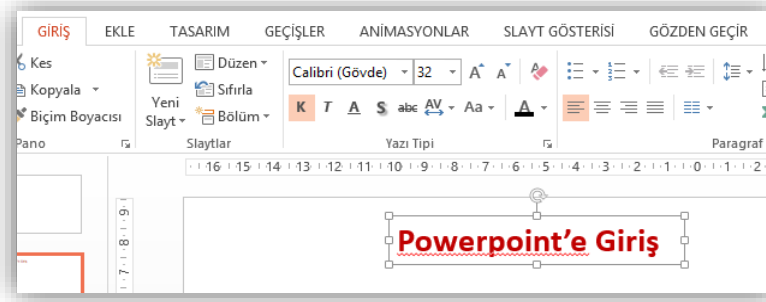 GİRİŞ EKLE TASARIM GEÇİŞLER ANİMASYONLAR SLAYT GÖSTERİSİ GÖZDEN GEÇİR
Kes
Kopyala
Biçim Boyacısı
Pano
Yeni
Slayt
Düzen
Sıfırla
Bölüm
Slaytlar
Calibri (Gövde) 32 A A
K T A S abc AV Aa A
Yazı Tipi
Paragraf
16 15 14 13 12 11 10 9 8 7 6 5 4 3 2 1 0 1 2
9
8
7
Powerpoint’e Giriş